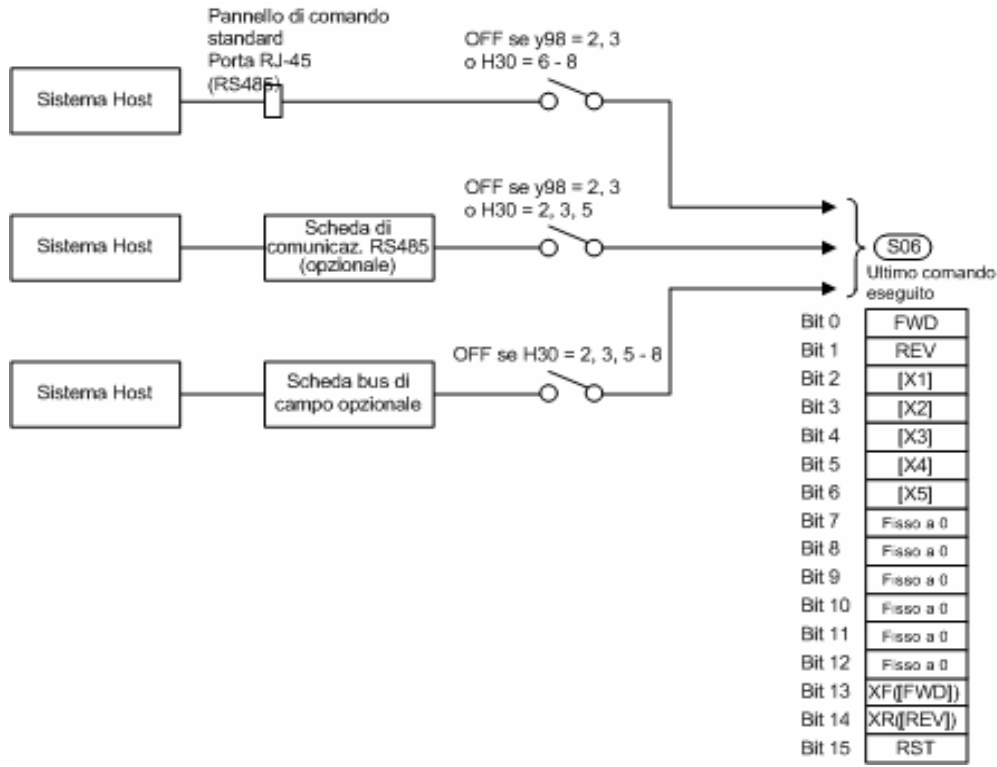 Pannello di comando
standard
Porta RJ-45
(RS485)
OFF se y98 = 2, 3
o H30 = 6 - 8
Sistema Host
OFF se y98 = 2, 3
o H30 = 2, 3, 5
Sistema Host
Scheda di
comunicaz. RS485
(opzionale)
S06
Ultimo comando
eseguito
OFF se H30 = 2, 3, 5 - 8
Sistema Host
Scheda bus di
campo opzionale
Bit 0 FWD
Bit 1 REV
Bit 2 [X1]
Bit 3 [X2]
Bit 4 [X3]
Bit 5 [X4]
Bit 6 [X5]
Bit 7 Fisso a 0
Bit 8 Fisso a 0
Bit 9 Fisso a 0
Bit 10 Fisso a 0
Bit 11 Fisso a 0
Bit 12 Fisso a 0
Bit 13 XF([FWD])
Bit 14 XR([REV])
Bit 15 RST